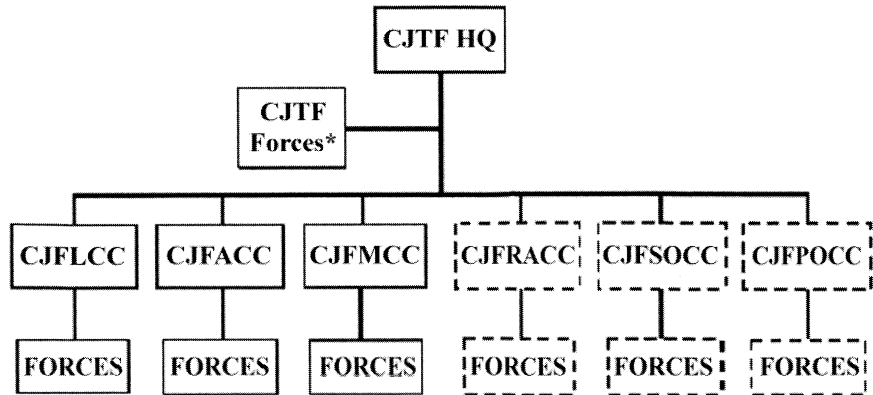 CJTF HQ
CJTF
Forces*
CJFLCC CJFACC CJFMCC CJFRACC CJFSOCC CJFPOCC
FORCES FORCES FORCES FORCES FORCES FORCES